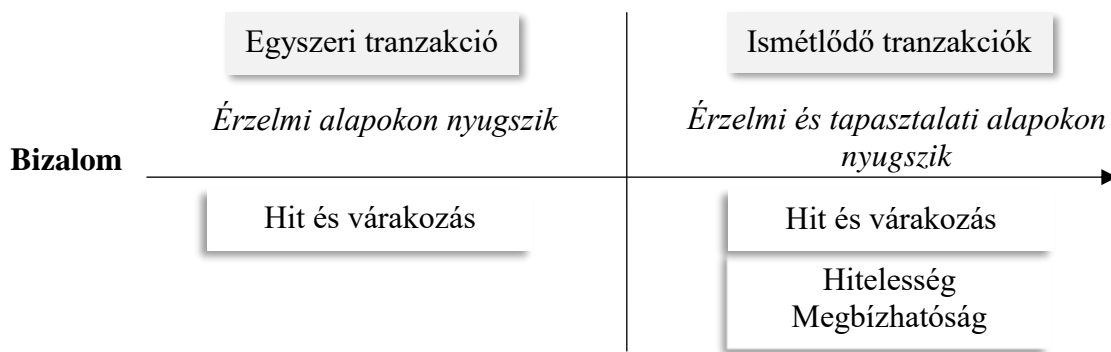 Egyszeri tranzakció
Ismétlődő tranzakciók
Érzelmi alapokon nyugszik
Érzelmi és tapasztalati alapokon
nyugszik
Bizalom
Hit és várakozás
Hit és várakozás
Hitelesség
Megbízhatóság